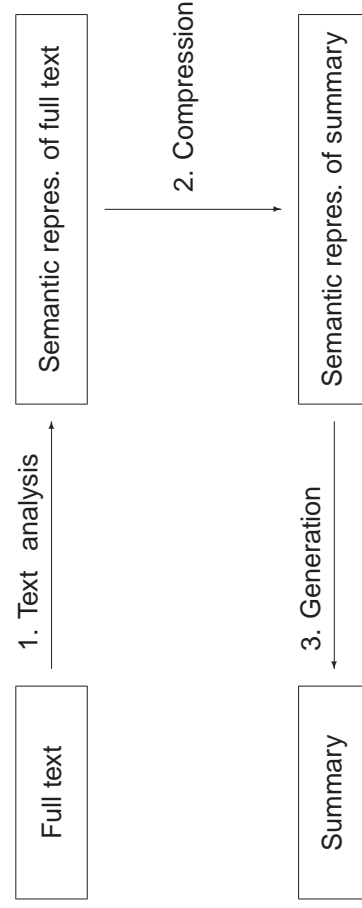 Full text
1. Text analysis
Semantic repres. of full text
2. Compression
Semantic repres. of summary
3. Generation
Summary